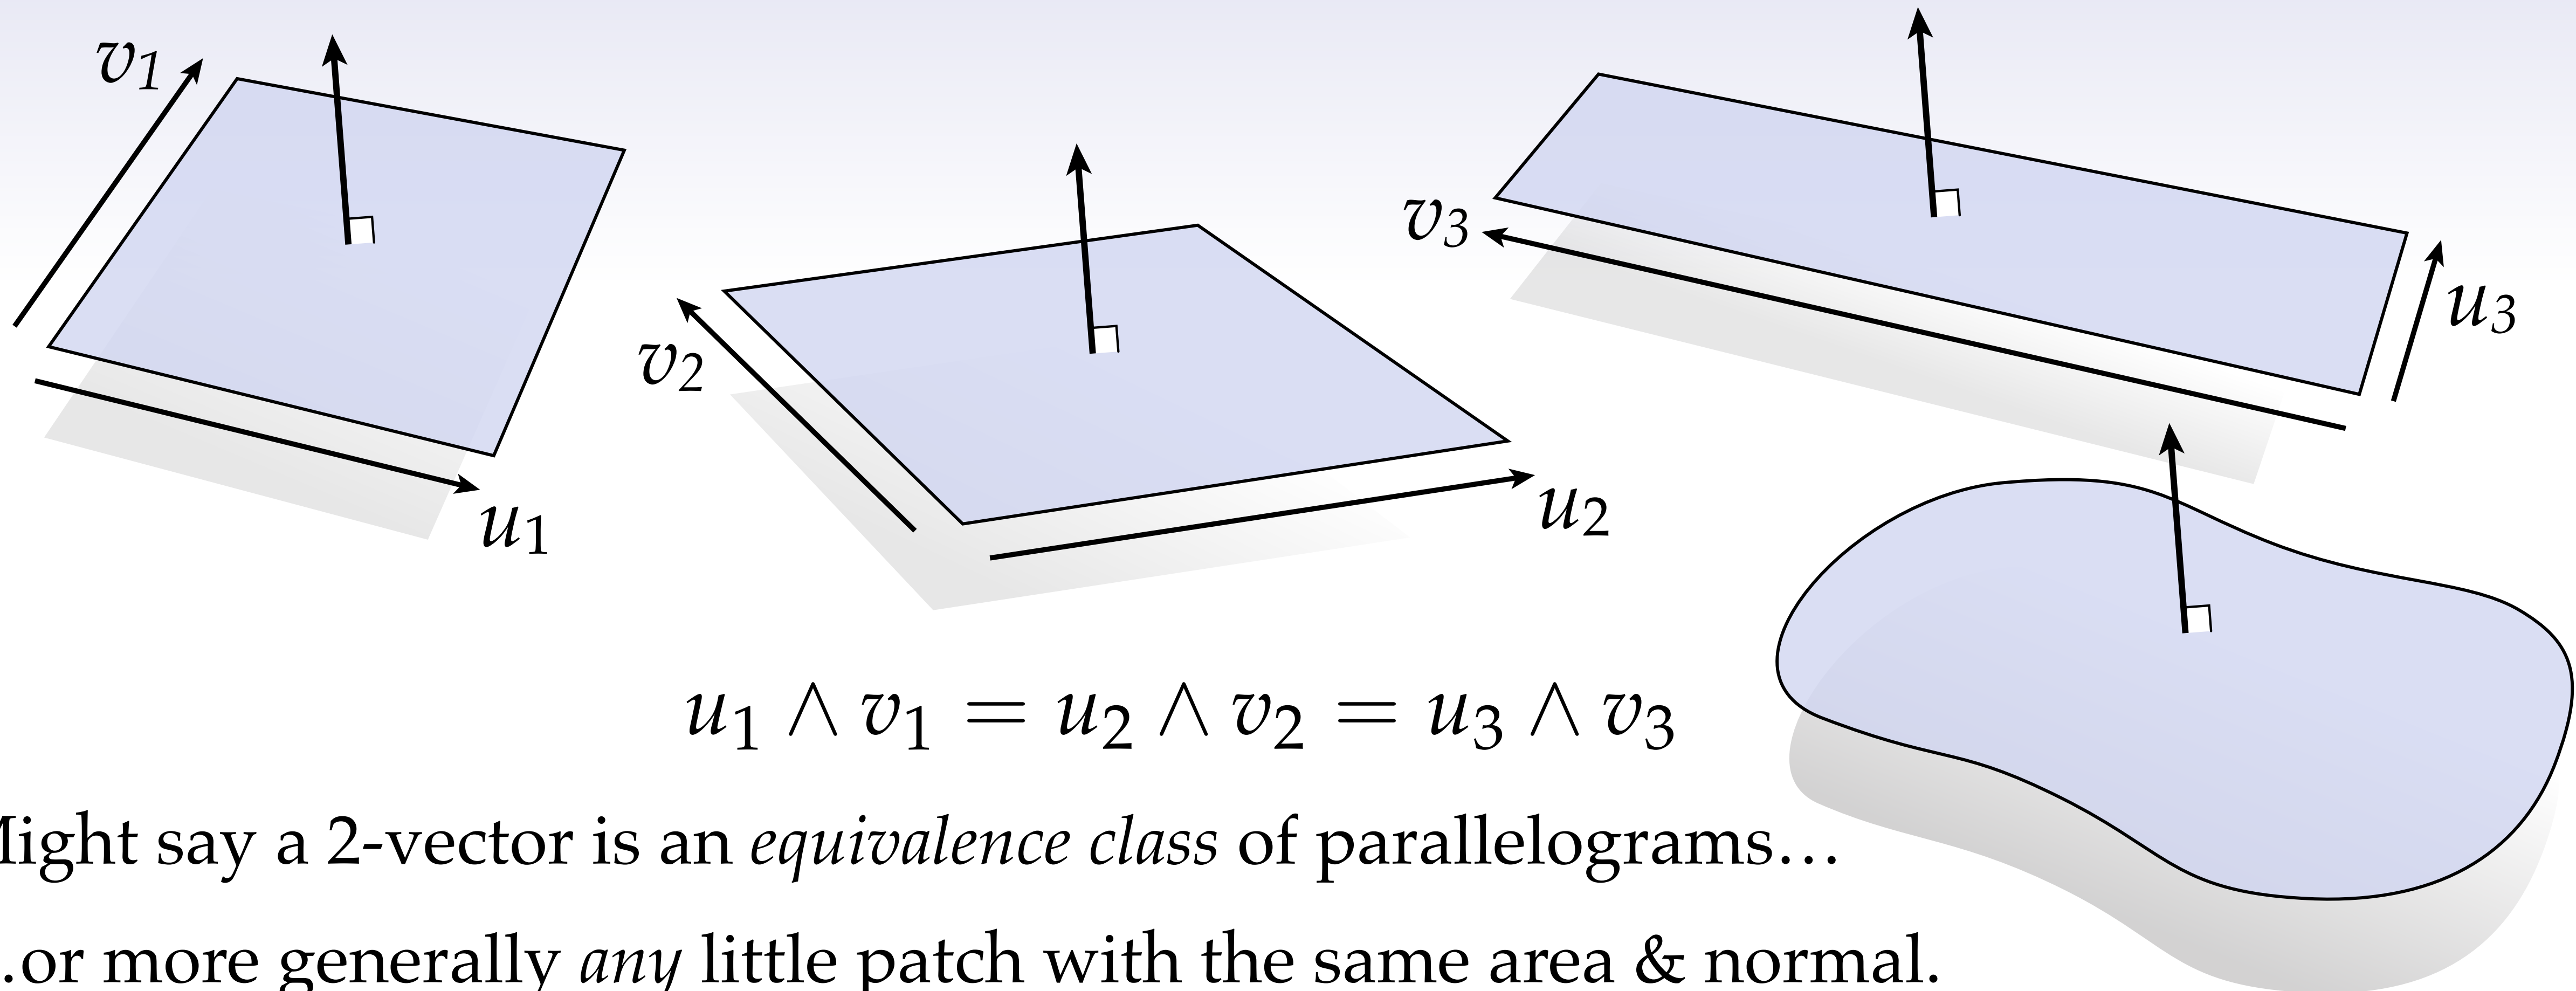 v₁
u₁
v₂
u₂
v₃
u₃
u₁ ∧ v₁ = u₂ ∧ v₂ = u₃ ∧ v₃
ight say a 2-vector is an equivalence class of parallelograms…
..or more generally any little patch with the same area & normal.